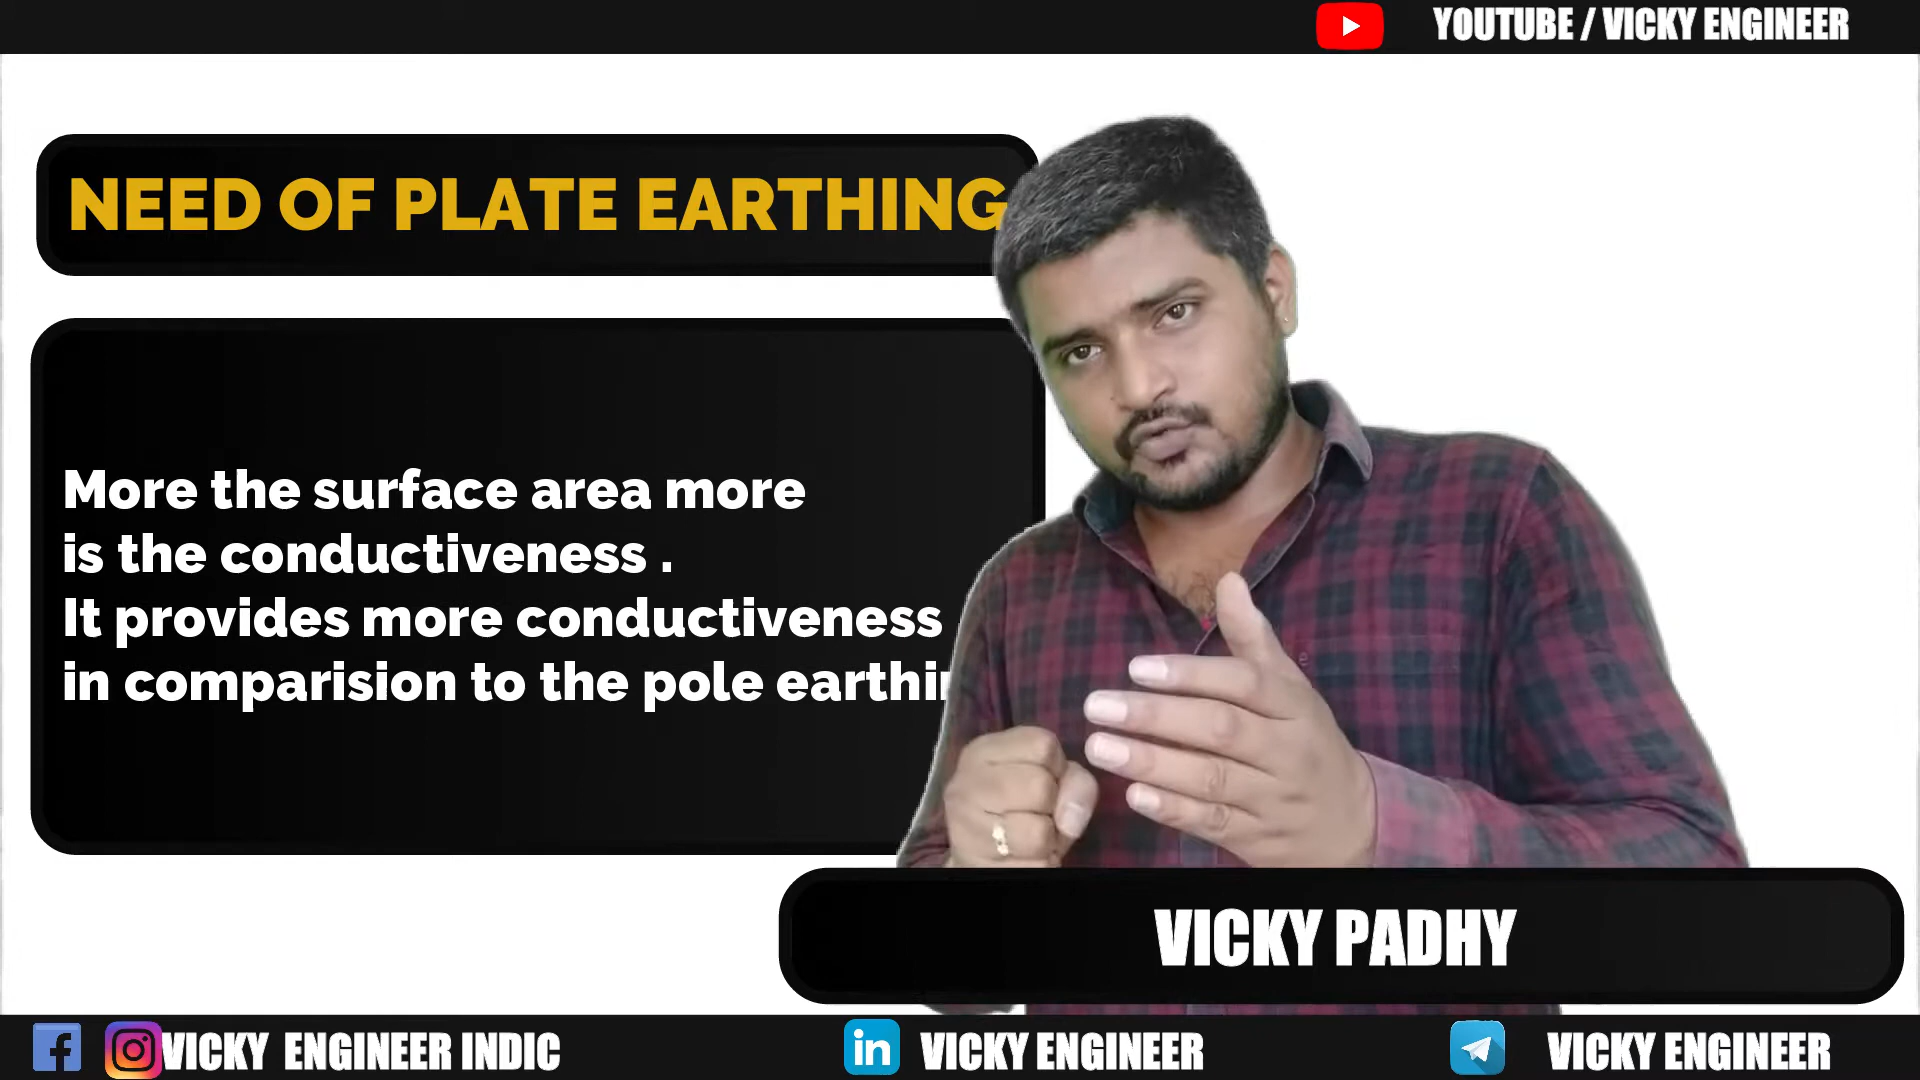 YOUTUBE / VICKY ENGINEER
NEED OF PLATE EARTHING
More the surface area more
is the conductiveness .
It provides more conductiveness
in comparision to the pole
VICKY PADHY
VICKY ENGINEER INDIC
in VICKY ENGINEER
VICKY ENGINEER